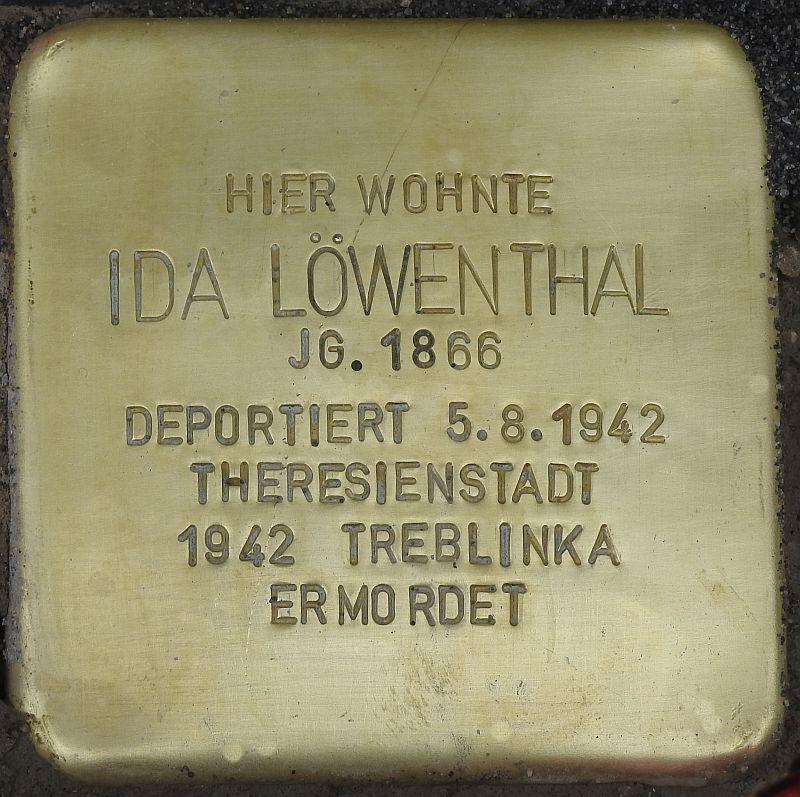 HIER WOHNTE
IDA LÖWENTHAL
JG. 1866
DEPORTIERT 5.8.1942
THERESIENSTADT
1942 TREBLINKA
ERMORDET